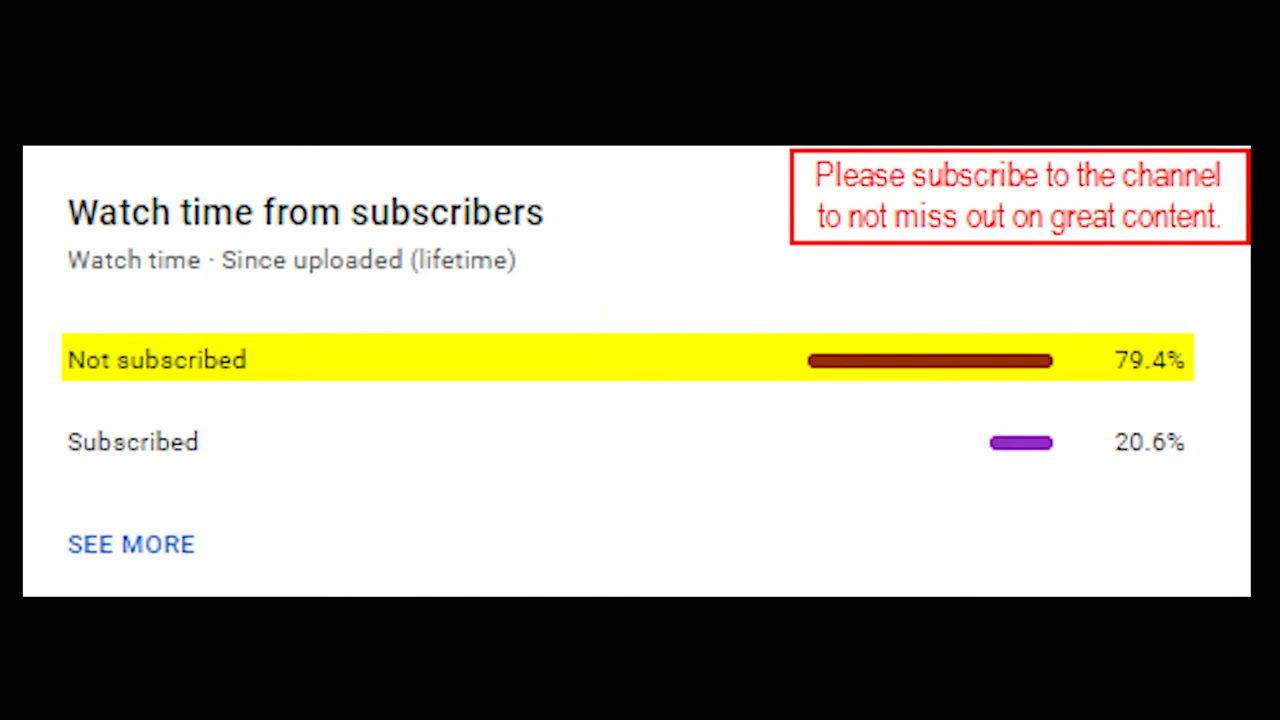 Please subscribe to the channel
to not miss out on great content.
Watch time from subscribers
Watch time · Since uploaded (lifetime)
Not subscribed 79.4%
Subscribed 20.6%
SEE MORE